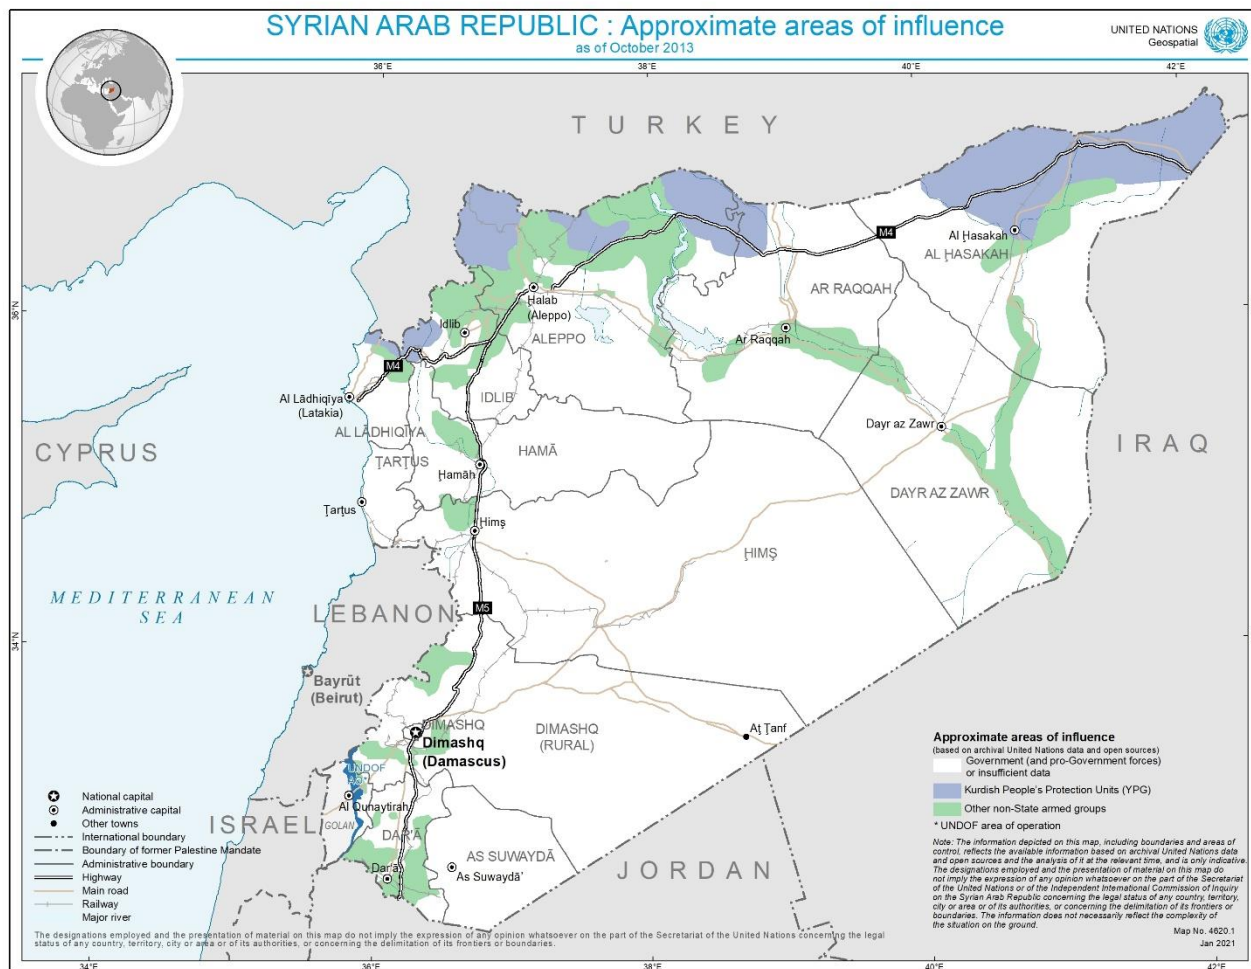 SYRIAN ARAB REPUBLIC : Approximate areas of influence
as of October 2013
UNITED NATIONS
Geospatial
36°E
38°E
40°E
42°E
TURKEY
M4
Al Ḩasakah
AL ḨASAKAH
AR RAQQAH
36°N
36°N
Ḩalab
(Aleppo)
Idlib
ALEPPO
Ar Raqqah
M4
Al Lādhiqīya
(Latakia)
IDLIB
AL LĀDHIQĪYA
Dayr az Zawr
CYPRUS
ŢARŢUS
HAMĀ
IRAQ
Ḩamāh
DAYR AZ ZAWR
Ţarţus
Ḩimş
ḨIMŞ
MEDITERRANEAN
SEA
LEBANON
M5
34°N
34°N
Bayrūt
(Beirut)
DIMASHQ
Dimashq
(Damascus)
DIMASHQ
(RURAL)
Aţ Ţanf
UNDOF
Al Qunaytirah
ISRAEL
GOLAN
DAR'Ā
Dar'ā
AS SUWAYDĀ
As Suwaydā'
JORDAN
National capital
Administrative capital
Other towns
International boundary
Boundary of former Palestine Mandate
Administrative boundary
Highway
Main road
Railway
Major river
Approximate areas of influence
(based on archival United Nations data and open sources)
Government (and pro-Government forces)
or insufficient data
Kurdish People's Protection Units (YPG)
Other non-State armed groups
* UNDOF area of operation
Note: The information depicted on this map, including boundaries and areas of
control, reflects the available information based on archival United Nations data
and open sources and the analysis of it at the relevant time, and is only indicative.
The designations employed and the presentation of material on this map do
not imply the expression of any opinion whatsoever on the part of the Secretariat
of the United Nations or of the Independent International Commission of Inquiry
on the Syrian Arab Republic concerning the legal status of any country, territory,
city or area or of its authorities, or concerning the delimitation of its frontiers or
boundaries. The information does not necessarily reflect the complexity of
the situation on the ground.
Map No. 4620.1
Jan 2021
The designations employed and the presentation of material on this map do not imply the expression of any opinion whatsoever on the part of the Secretariat of the United Nations concerning the legal
status of any country, territory, city or area or of its authorities, or concerning the delimitation of its frontiers or boundaries.
34°E
36°E
38°E
40°E
42°E